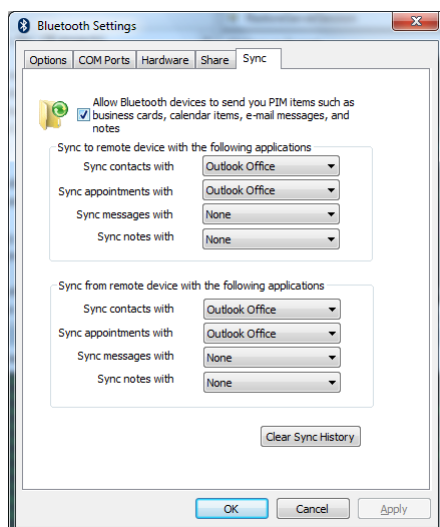 Bluetooth Settings
Options COM Ports Hardware Share Sync
Allow Bluetooth devices to send you PIM items such as
business cards, calendar items, e-mail messages, and
notes
Sync to remote device with the following applications
Sync contacts with Outlook Office
Sync appointments with Outlook Office
Sync messages with None
Sync notes with None
Sync from remote device with the following applications
Sync contacts with Outlook Office
Sync appointments with Outlook Office
Sync messages with None
Sync notes with None
Clear Sync History
OK Cancel Apply